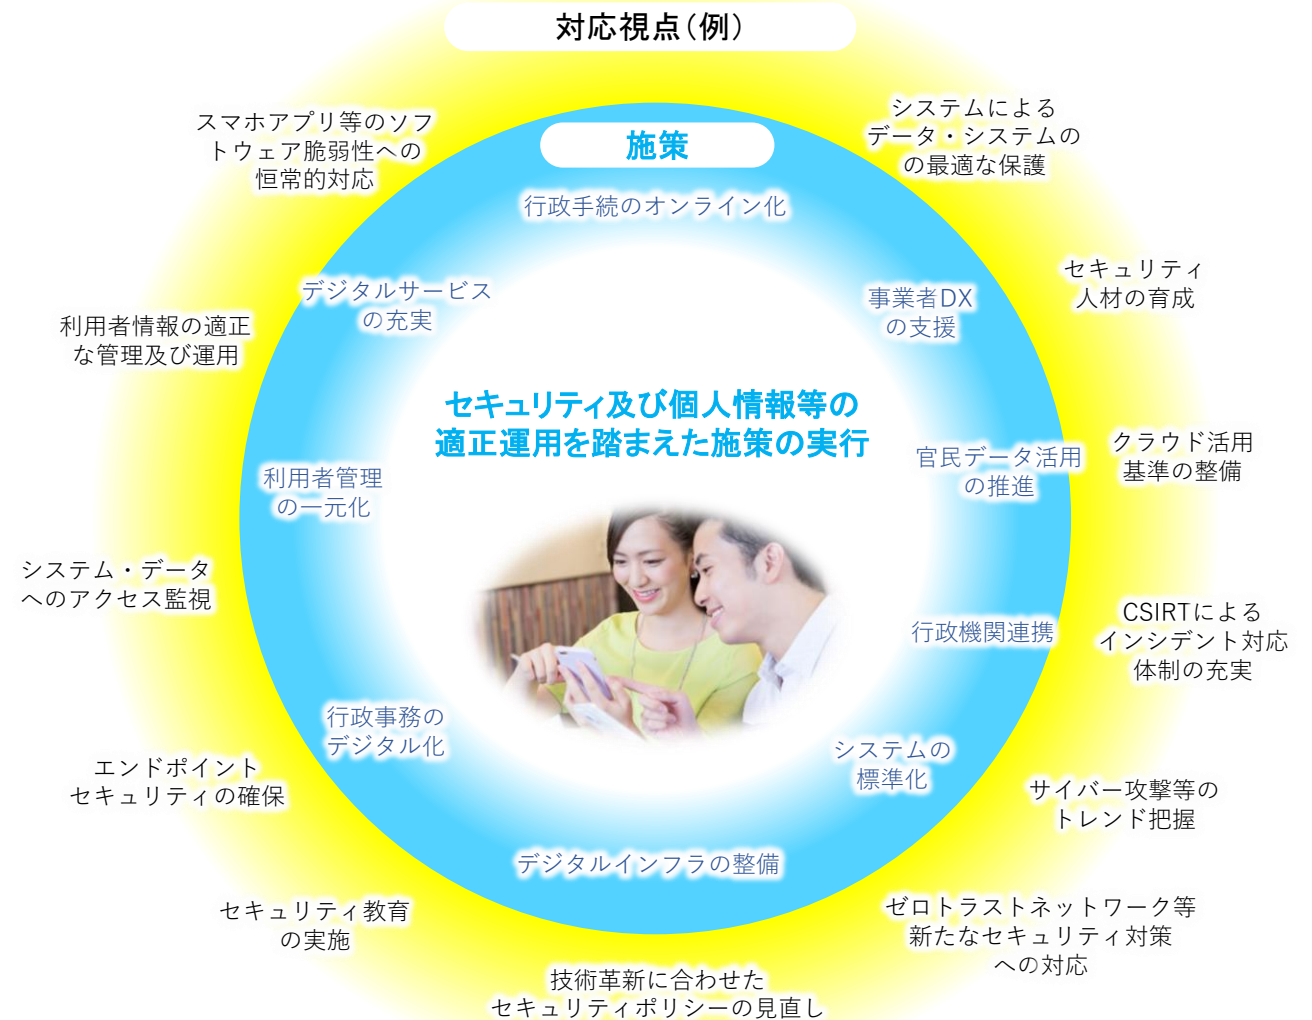 対応視点（例）
施策
行政手続のオンライン化
事業者DX
の支援
官民データ活用
の推進
行政機関連携
システムの
標準化
デジタルインフラの整備
行政事務の
デジタル化
利用者管理
の一元化
デジタルサービス
の充実
セキュリティ及び個人情報等の
適正運用を踏まえた施策の実行
システムによる
データ・システムの
の最適な保護
セキュリティ
人材の育成
クラウド活用
基準の整備
CSIRTによる
インシデント対応
体制の充実
サイバー攻撃等の
トレンド把握
ゼロトラストネットワーク等
新たなセキュリティ対策
への対応
技術革新に合わせた
セキュリティポリシーの見直し
セキュリティ教育
の実施
エンドポイント
セキュリティの確保
システム・データ
へのアクセス監視
利用者情報の適正
な管理及び運用
スマホアプリ等のソフ
トウェア脆弱性への
恒常的対応